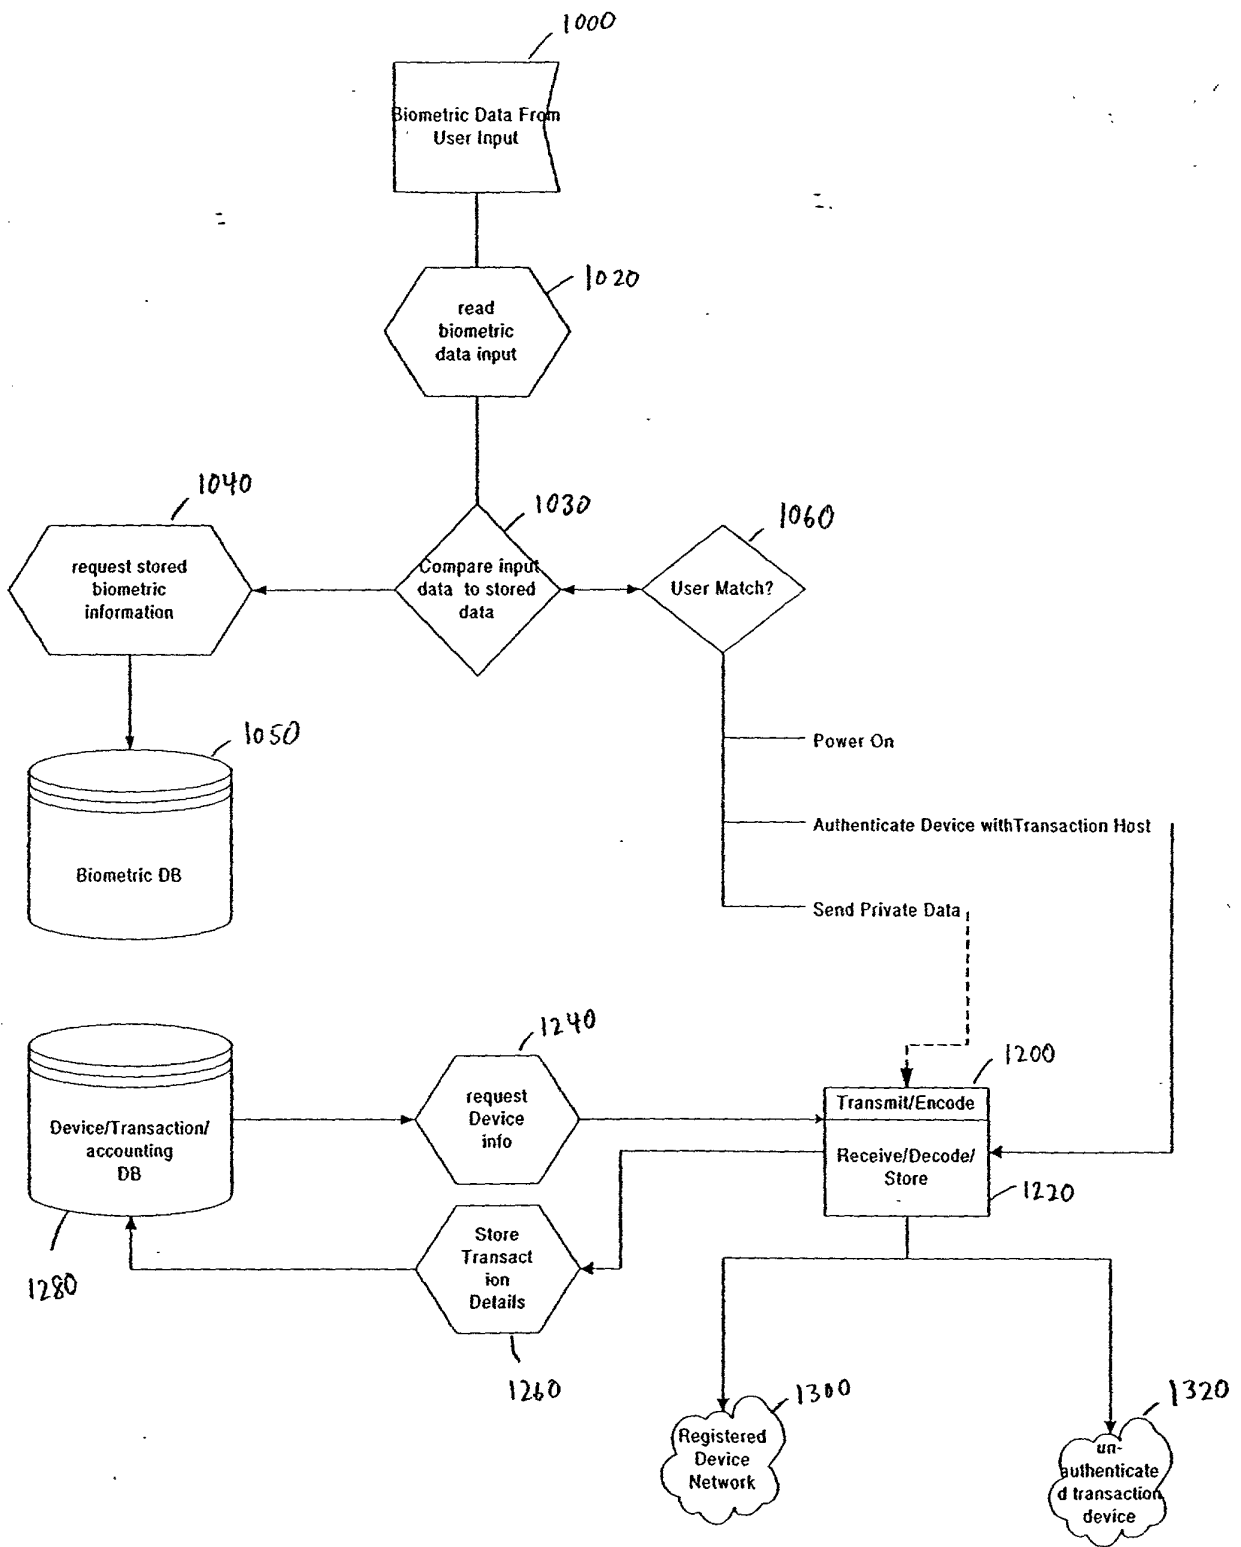 1000
Biometric Data From
User Input
1020
read
biometric
data input
1040
request stored
biometric
information
1030
Compare input
data to stored
data
1060
User Match?
1050
Biometric DB
Power On
Authenticate Device withTransaction Host
Send Private Data
Device/Transaction/
accounting
DB
1280
1240
request
Device
info
1200
Transmit/Encode
Receive/Decode/
Store
1220
Store
Transact
ion
Details
1260
1300
Registered
Device
Network
1320
un-
authenticate
d transaction
device